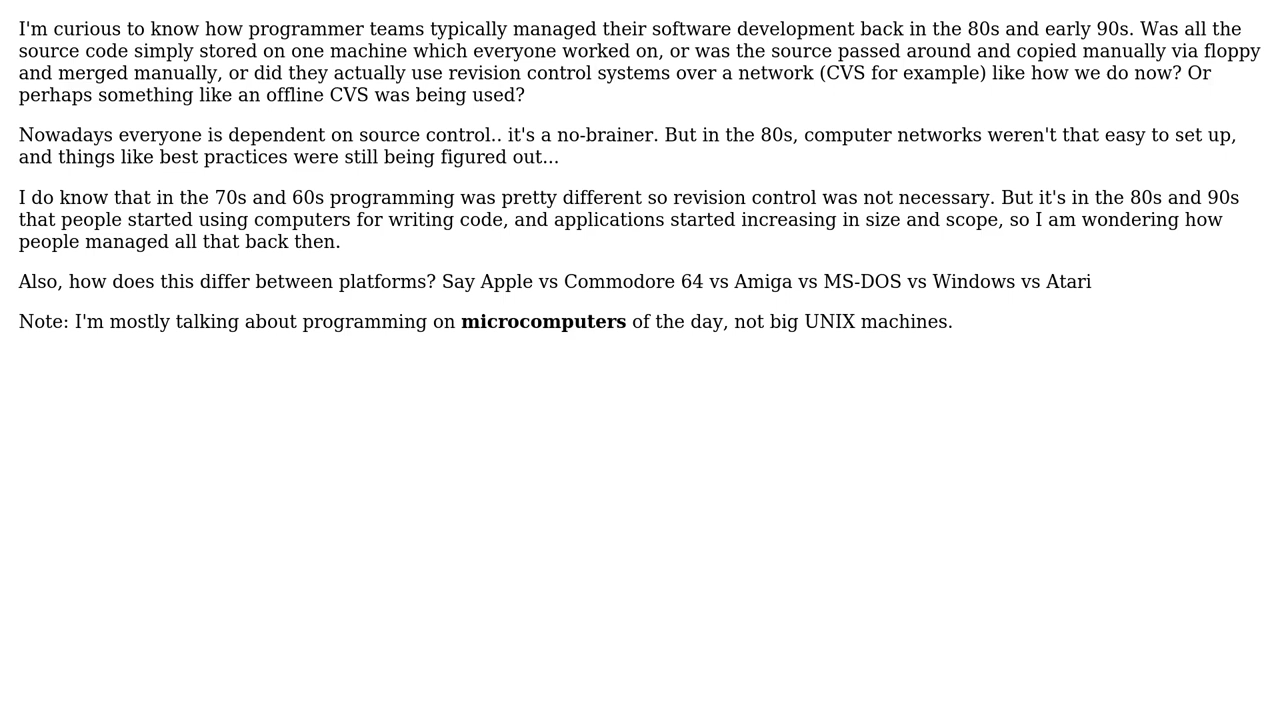 I'm curious to know how programmer teams typically managed their software development back in the 80s and early 90s. Was all the
source code simply stored on one machine which everyone worked on, or was the source passed around and copied manually via floppy
and merged manually, or did they actually use revision control systems over a network (CVS for example) like how we do now? Or
perhaps something like an offline CVS was being used?
Nowadays everyone is dependent on source control.. it's a no-brainer. But in the 80s, computer networks weren't that easy to set up,
and things like best practices were still being figured out...
I do know that in the 70s and 60s programming was pretty different so revision control was not necessary. But it's in the 80s and 90s
that people started using computers for writing code, and applications started increasing in size and scope, so I am wondering how
people managed all that back then.
Also, how does this differ between platforms? Say Apple vs Commodore 64 vs Amiga vs MS-DOS vs Windows vs Atari
Note: I'm mostly talking about programming on microcomputers of the day, not big UNIX machines.